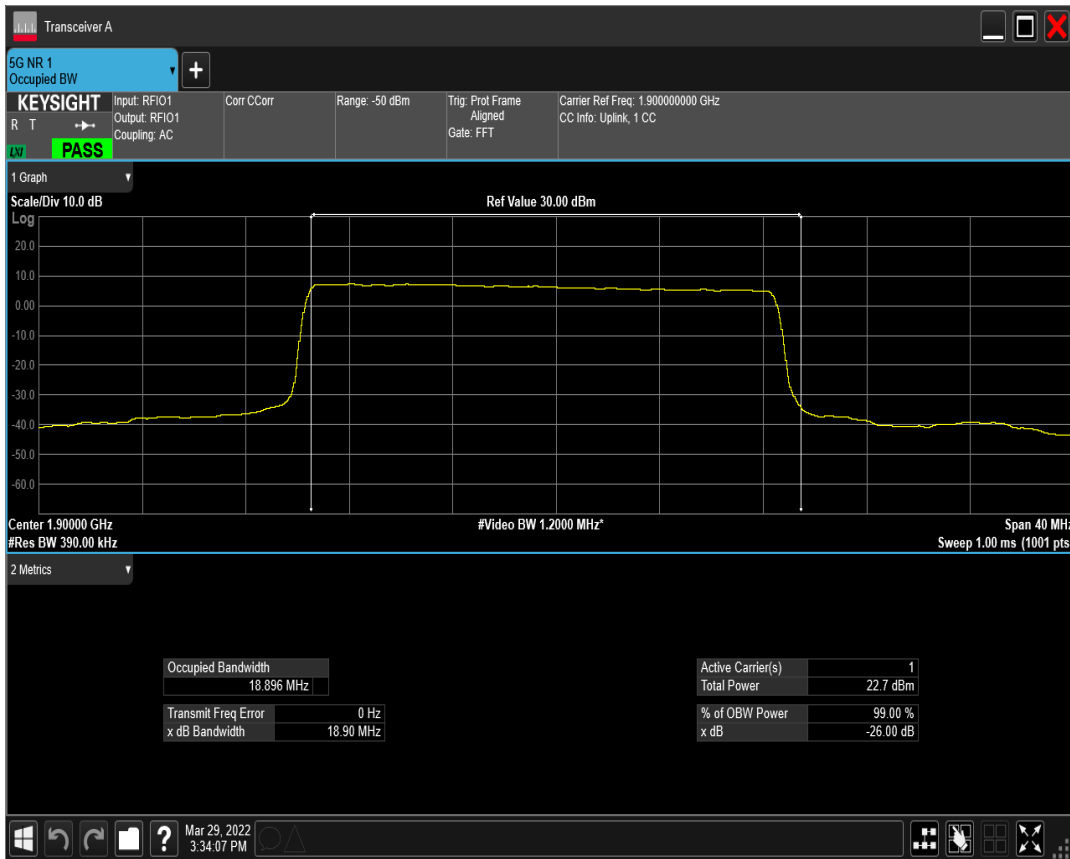 Transceiver A
5G NR 1
Occupied BW
KEYSIGHT
R T
LXI
PASS
Input: RFIO1
Output: RFIO1
Coupling: AC
Corr CCorr
Range: -50 dBm
Trig: Prot Frame
Aligned
Gate: FFT
Carrier Ref Freq: 1.900000000 GHz
CC Info: Uplink, 1 CC
1 Graph
Scale/Div 10.0 dB
Ref Value 30.00 dBm
Log
20.0
10.0
0.00
-10.0
-20.0
-30.0
-40.0
-50.0
-60.0
Center 1.90000 GHz
#Video BW 1.2000 MHz*
Span 40 MHz
#Res BW 390.00 kHz
Sweep 1.00 ms (1001 pts
2 Metrics
Occupied Bandwidth
18.896 MHz
Transmit Freq Error 0 Hz
x dB Bandwidth 18.90 MHz
Active Carrier(s) 1
Total Power 22.7 dBm
% of OBW Power 99.00 %
x dB -26.00 dB
Mar 29, 2022
3:34:07 PM